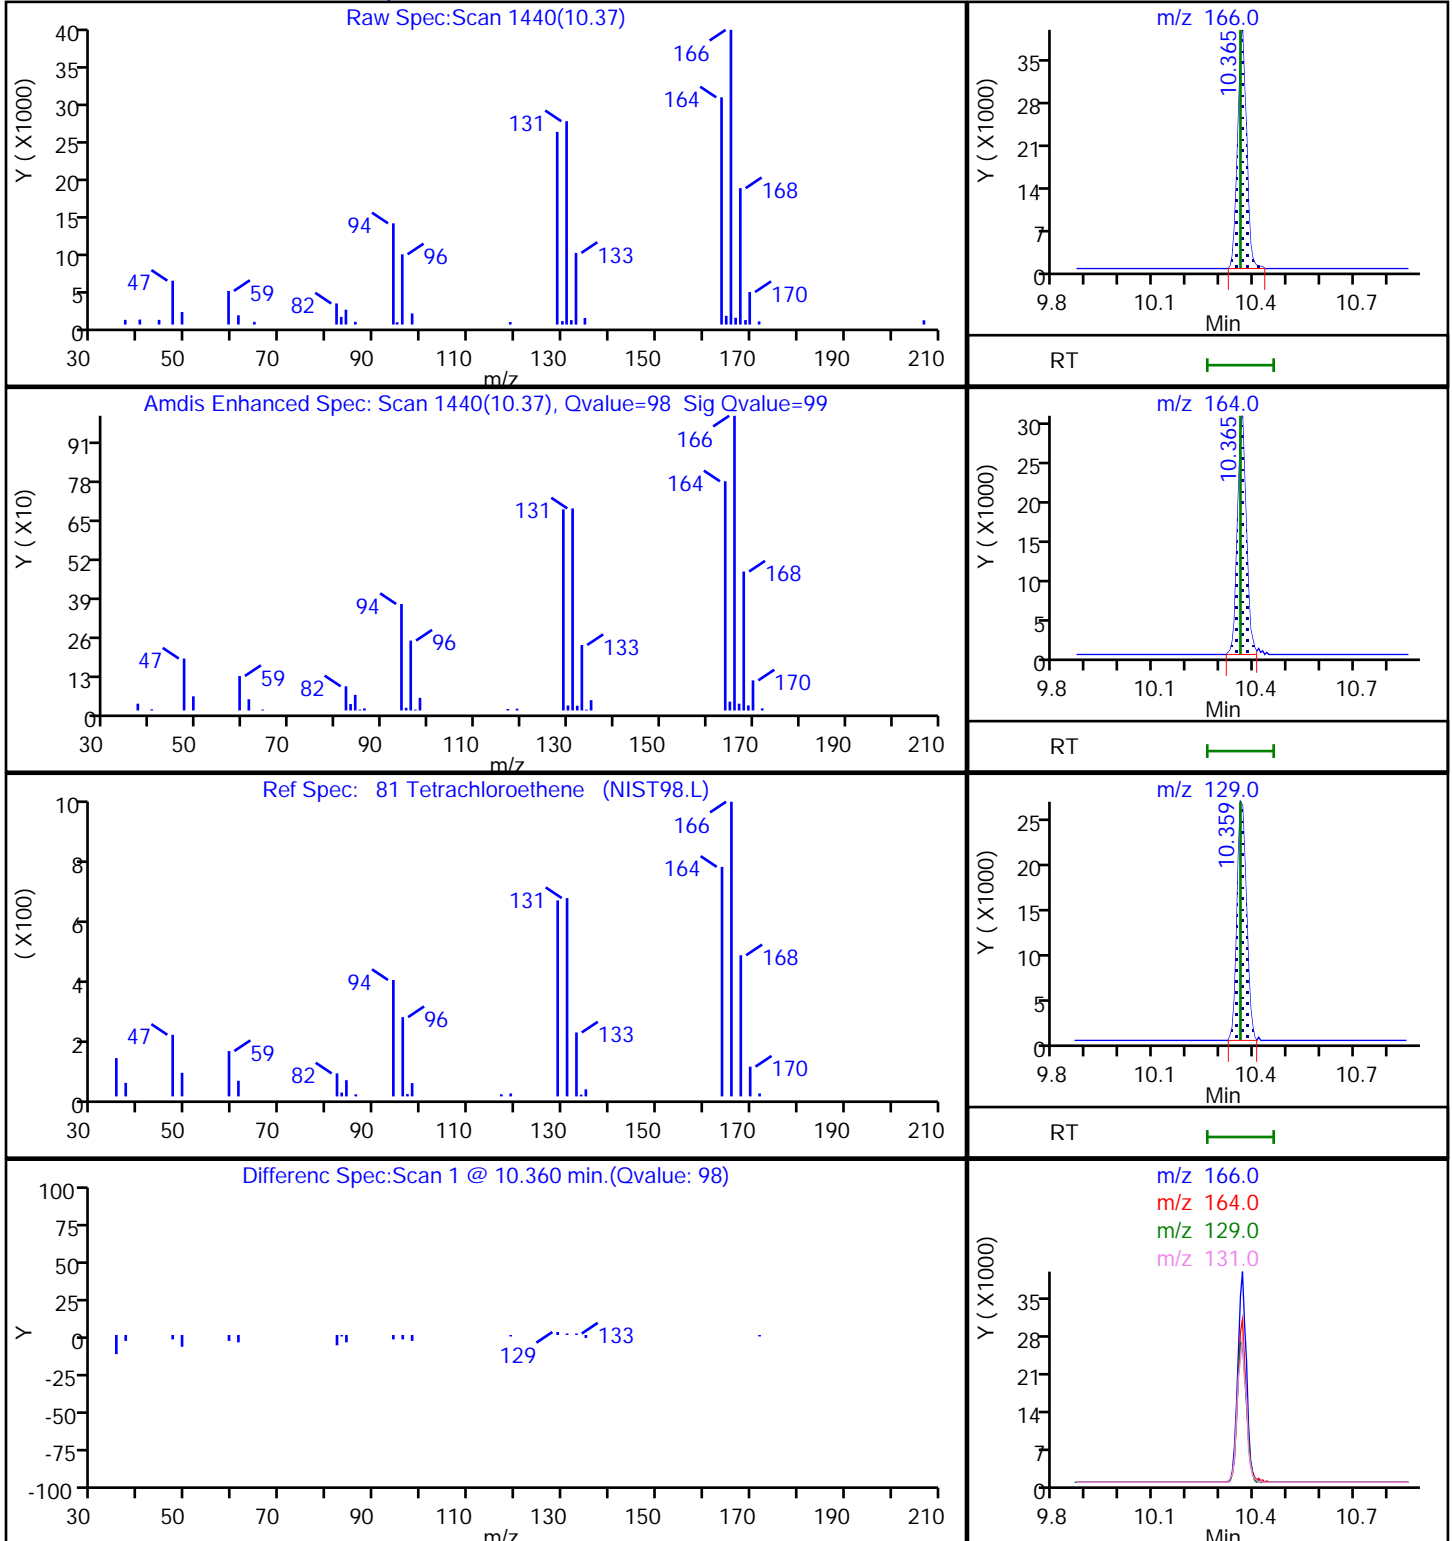 Raw Spec:Scan 1440(10.37)
Y ( X1000)
40
35
30
25
20
15
10
5
0
166
164
131
168
94
96
133
47
59
82
170
30 50 70 90 110 130 150 170 190 210
m/z
m/z 166.0
Y ( X1000)
35
28
21
14
7
0
10.365
9.8 10.1 10.4 10.7
Min
RT
Amdis Enhanced Spec: Scan 1440(10.37), Qvalue=98 Sig Qvalue=99
Y ( X10)
91
78
65
52
39
26
13
0
166
164
131
168
94
96
133
47
59
82
170
30 50 70 90 110 130 150 170 190 210
m/z
m/z 164.0
Y ( X1000)
30
25
20
15
10
5
0
10.365
9.8 10.1 10.4 10.7
Min
RT
Ref Spec: 81 Tetrachloroethene (NIST98.L)
( X100)
10
8
6
4
2
0
166
164
131
168
94
96
133
47
59
82
170
30 50 70 90 110 130 150 170 190 210
m/z 129.0
Y ( X1000)
25
20
15
10
5
0
10.359
9.8 10.1 10.4 10.7
Min
RT
Differenc Spec:Scan 1 @ 10.360 min.(Qvalue: 98)
Y
100
75
50
25
0
-25
-50
-75
-100
129
133
30 50 70 90 110 130 150 170 190 210
m/z
m/z 166.0
m/z 164.0
m/z 129.0
m/z 131.0
Y ( X1000)
35
28
21
14
7
0
9.8 10.1 10.4 10.7
Min